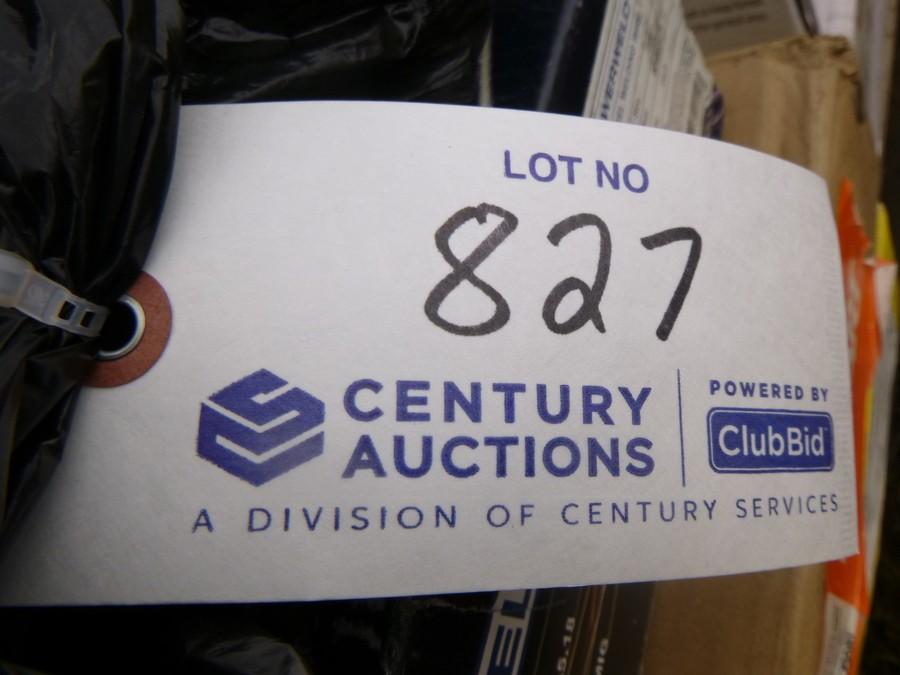 LOT NO
827
CENTURY
AUCTIONS
POWERED BY
ClubBid
A DIVISION OF CENTURY SERVICES